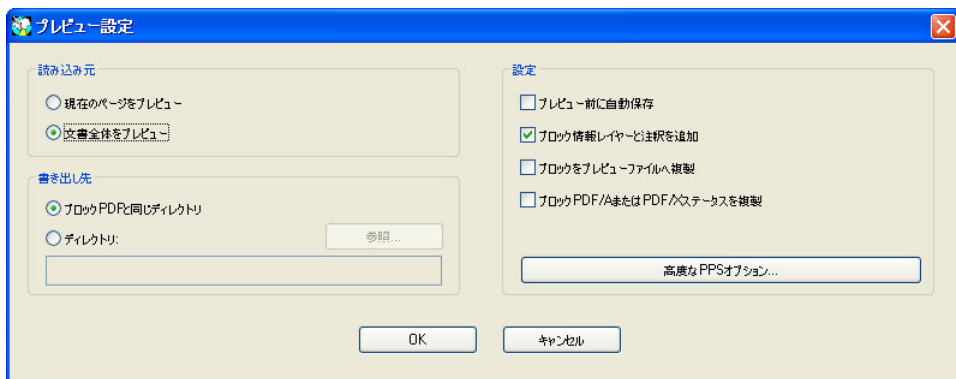 プレビュー設定
読み込み元
現在のページをプレビュー
文書全体をプレビュー
書き出し先
ブロックPDFと同じディレクトリ
ディレクトリ:
参照...
設定
プレビュー前に自動保存
ブロック情報レイヤーと注釈を追加
ブロックをプレビューファイルへ複製
ブロックPDF/AまたはPDF/Xステータスを複製
高度なPPSオプション...
OK
キャンセル